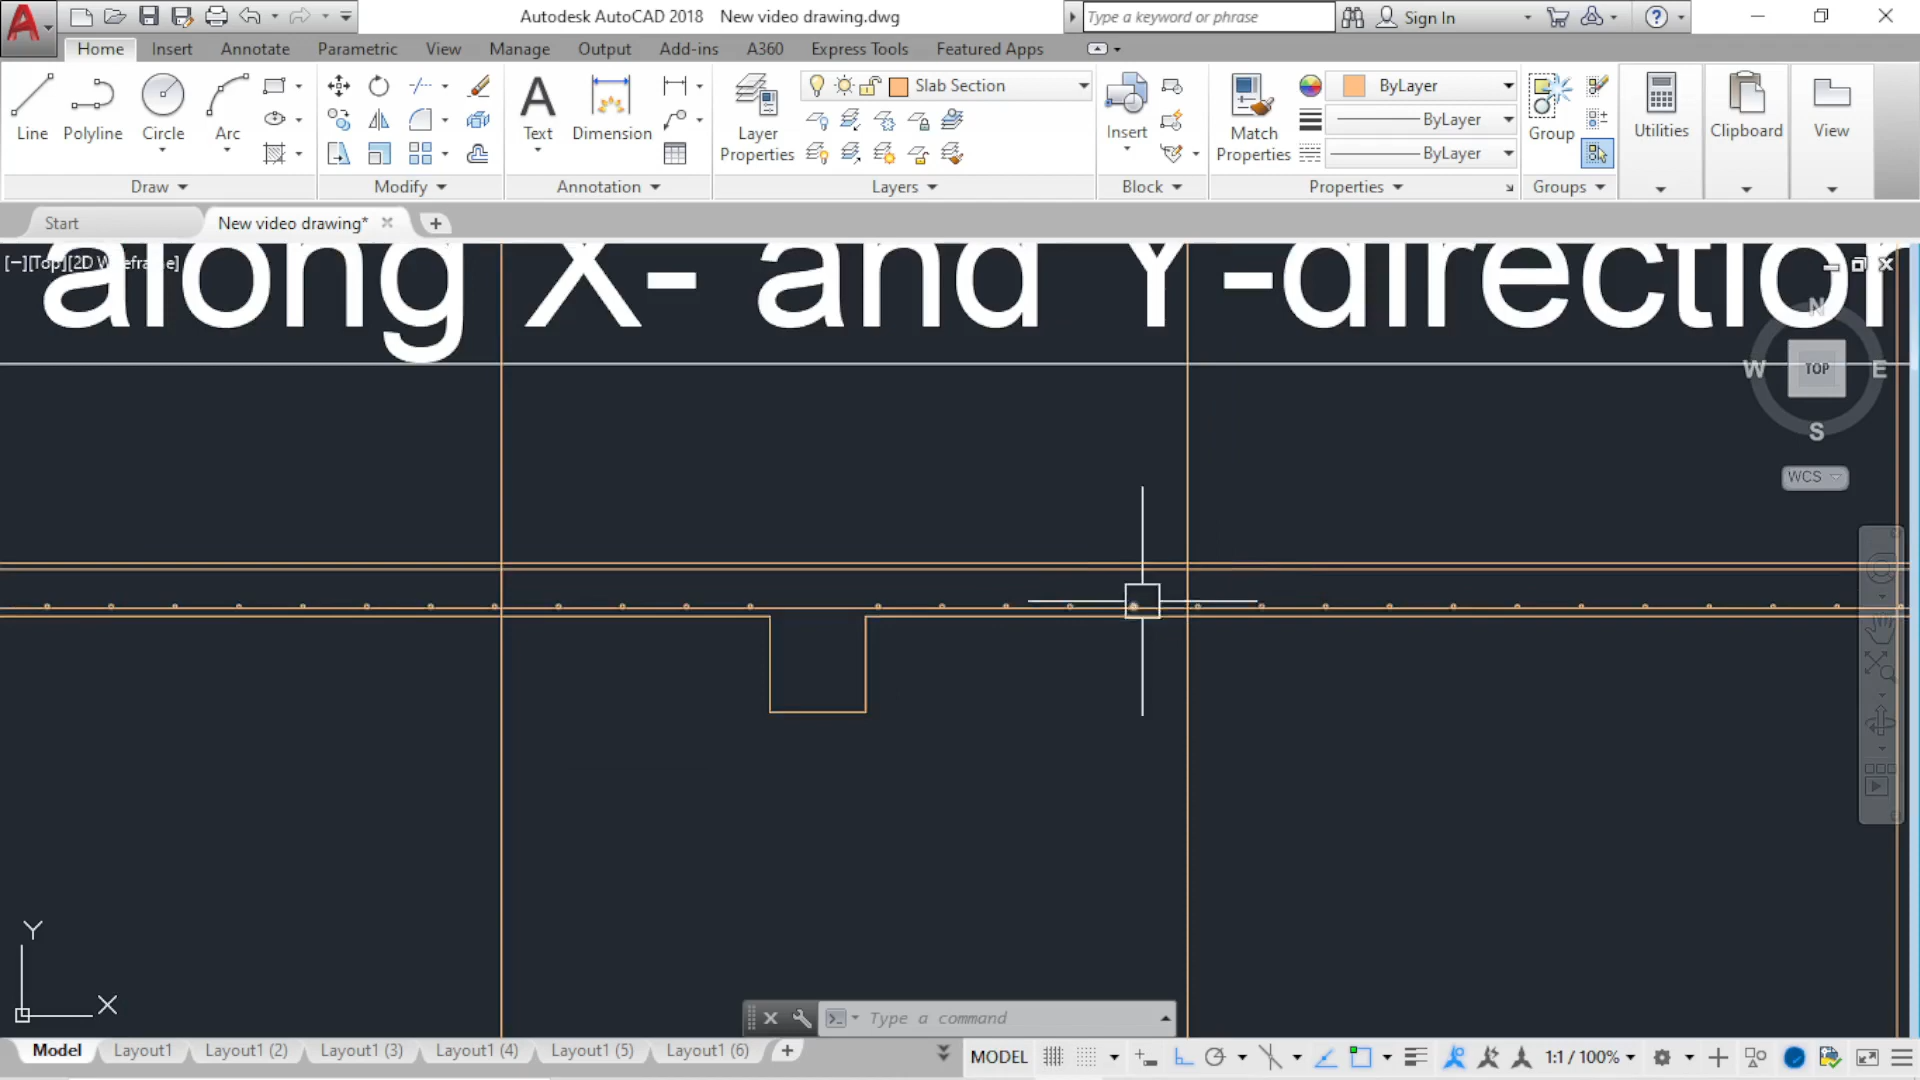 Autodesk AutoCAD 2018 New video drawing.dwg
Type a keyword or phrase
Sign In
Home Insert Annotate Parametric View Manage Output Add-ins A360 Express Tools Featured Apps
Line Polyline Circle Arc
Draw
Modify
Text Dimension
Annotation
Layer Properties
Slab Section
Layers
Insert
Block
Match Properties
ByLayer
ByLayer
ByLayer
Properties
Group
Groups
Utilities
Clipboard
View
Start New video drawing*
[−][Top][2D Wireframe]
along X- and Y-direction
N
W TOP E
S
WCS
Y
X
Type a command
Model Layout1 Layout1 (2) Layout1 (3) Layout1 (4) Layout1 (5) Layout1 (6) MODEL 1:1 / 100%